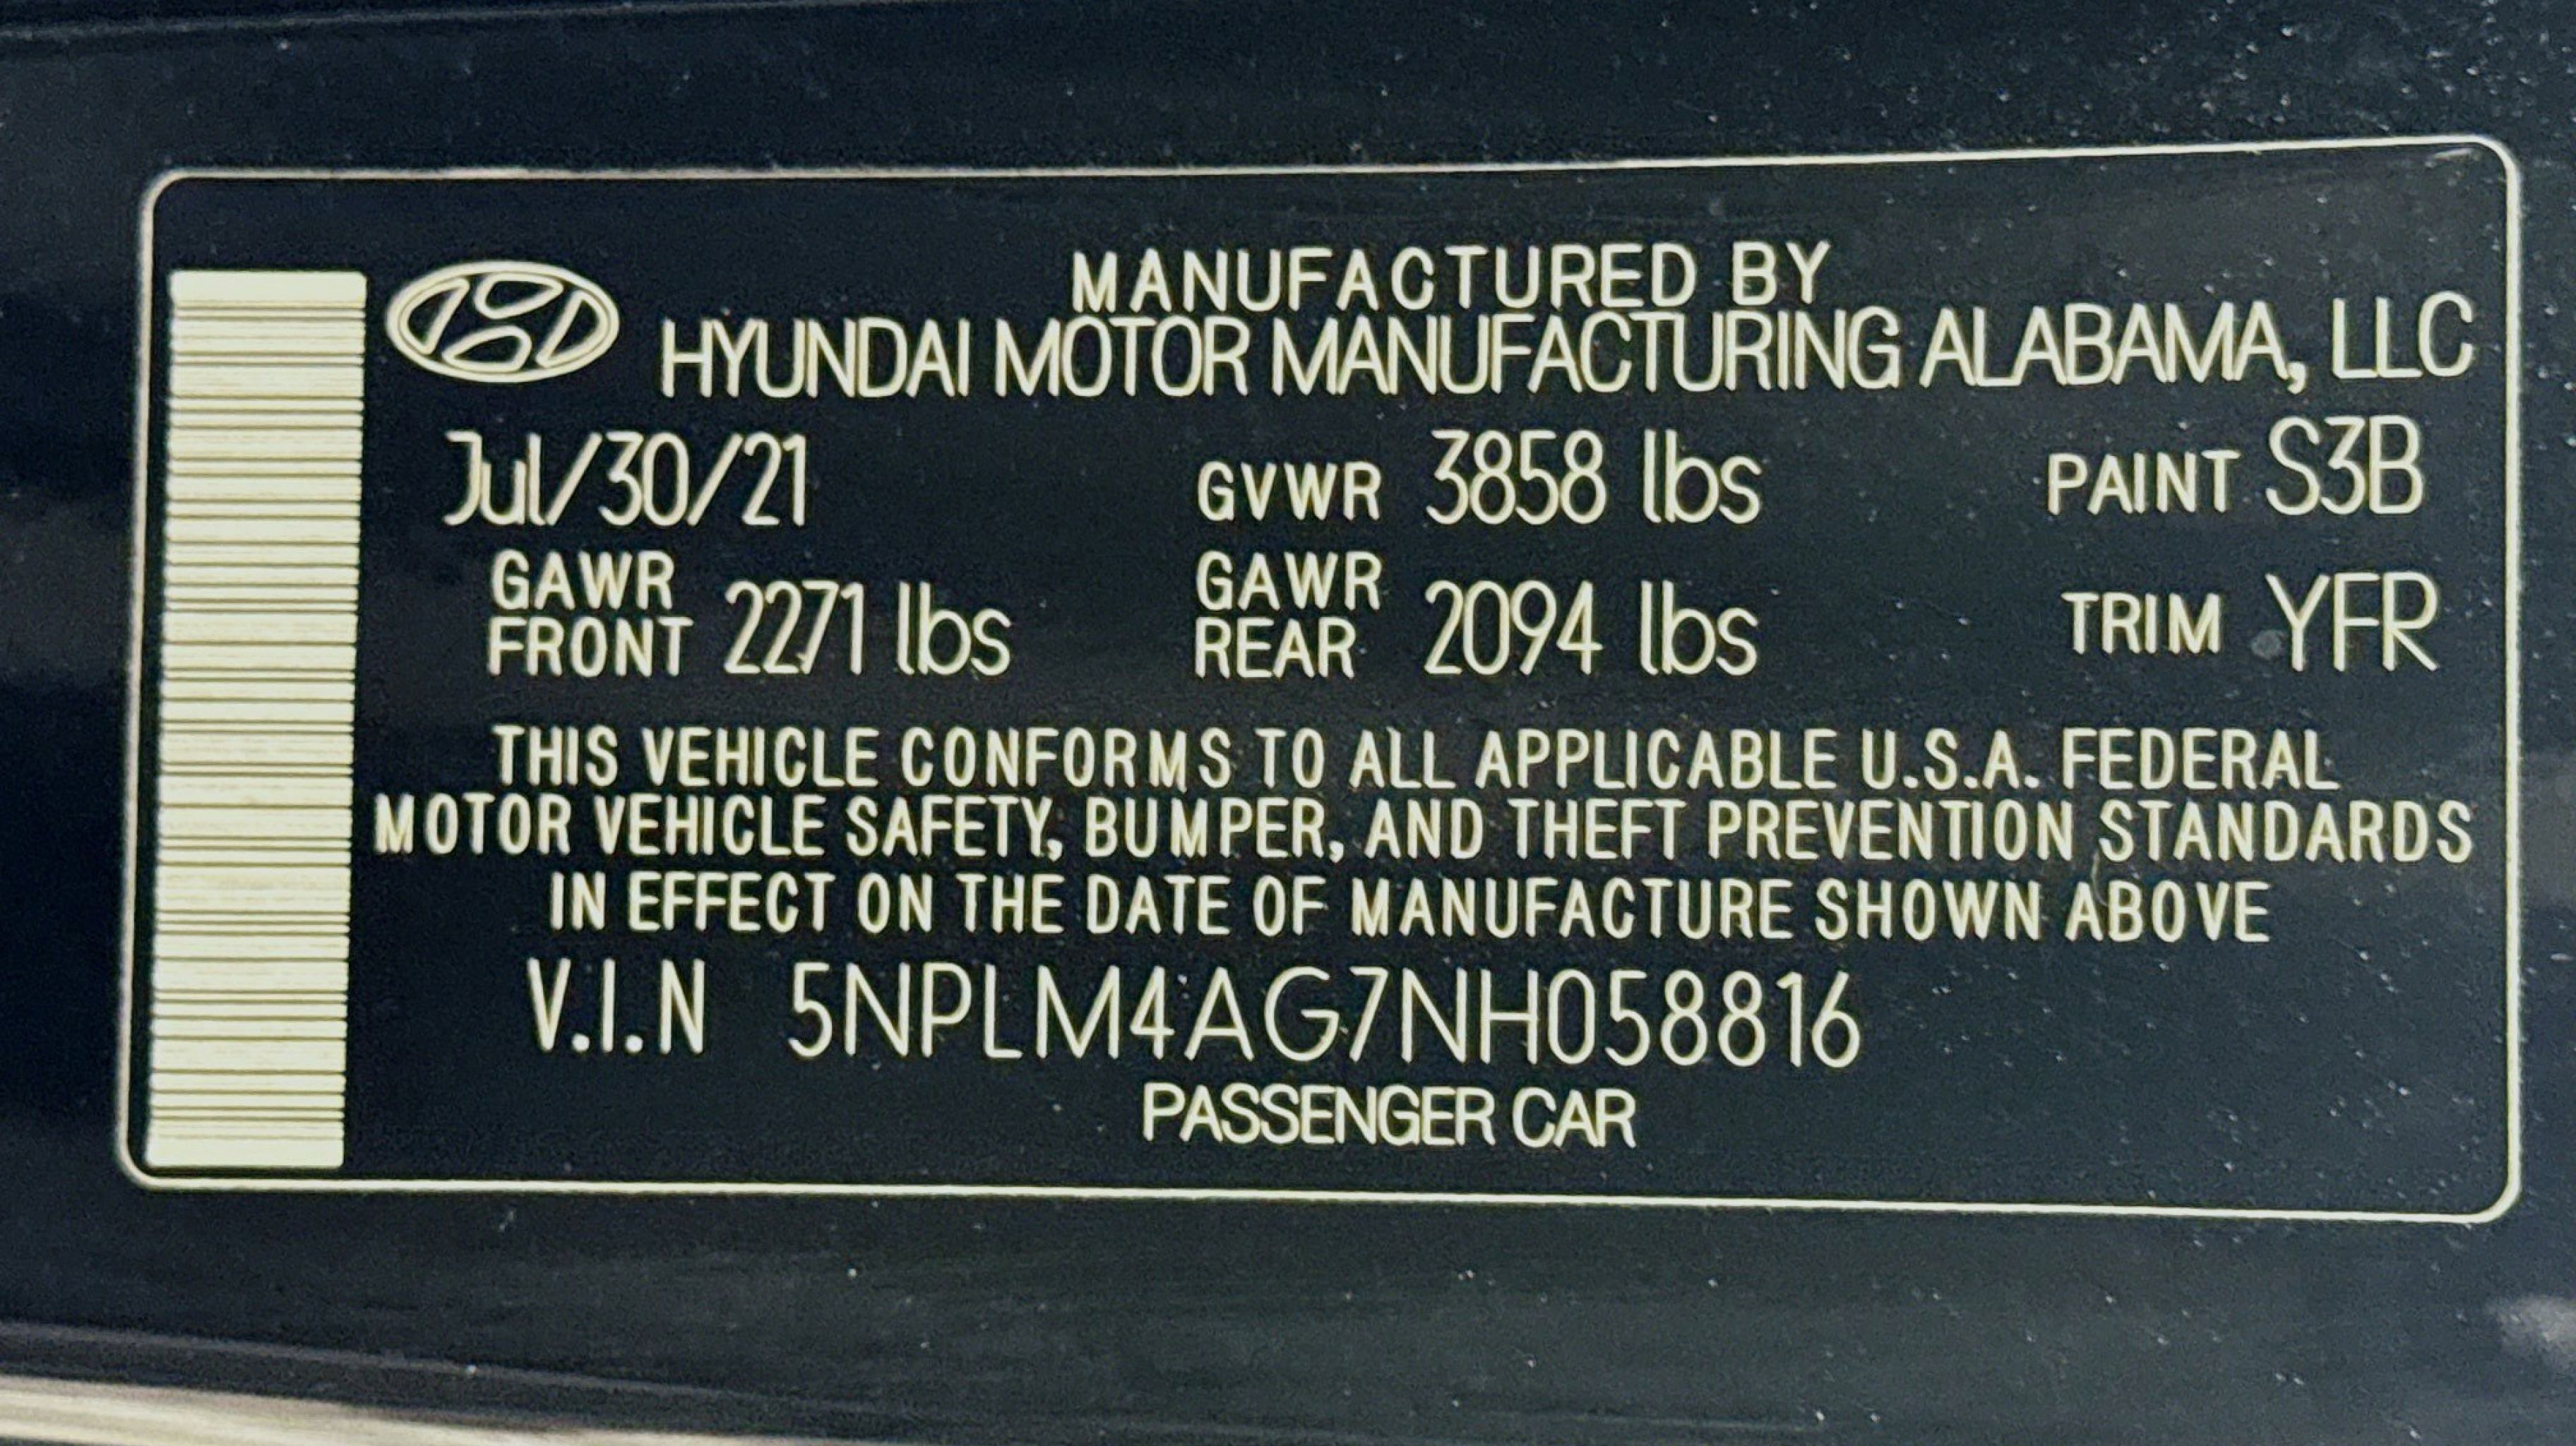 MANUFACTURED BY
HYUNDAI MOTOR MANUFACTURING ALABAMA, LLC
Jul/30/21 GVWR 3858 lbs PAINT S3B
GAWR FRONT 2271 lbs GAWR REAR 2094 lbs TRIM YFR
THIS VEHICLE CONFORMS TO ALL APPLICABLE U.S.A. FEDERAL
MOTOR VEHICLE SAFETY, BUMPER, AND THEFT PREVENTION STANDARDS
IN EFFECT ON THE DATE OF MANUFACTURE SHOWN ABOVE
V.I.N 5NPLM4AG7NH058816
PASSENGER CAR